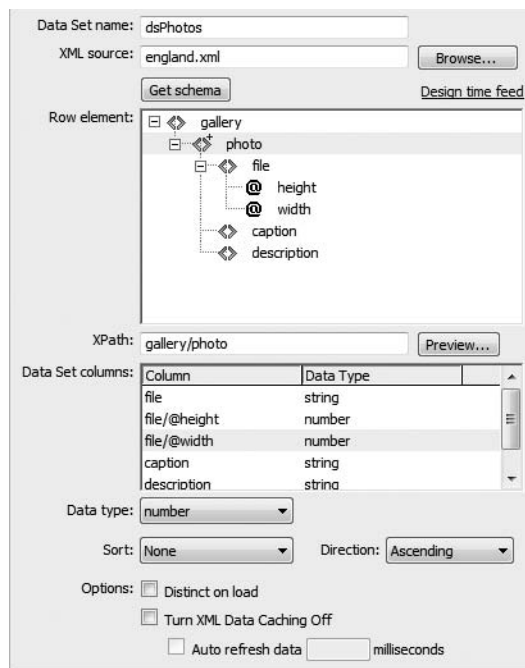 Data Set name: dsPhotos
XML source: england.xml Browse...
Get schema Design time feed
Row element: gallery
photo
file
@ height
@ width
caption
description
XPath: gallery/photo Preview...
Data Set columns: Column Data Type
file string
file/@height number
file/@width number
caption string
description string
Data type: number
Sort: None Direction: Ascending
Options: Distinct on load
Turn XML Data Caching Off
Auto refresh data milliseconds